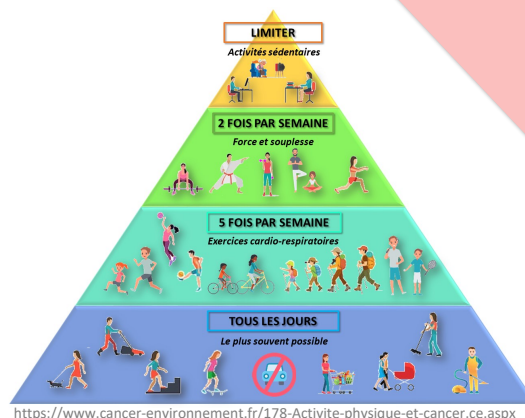 LIMITER
Activités sédentaires
2 FOIS PAR SEMAINE
Force et souplesse
5 FOIS PAR SEMAINE
Exercices cardio-respiratoires
TOUS LES JOURS
Le plus souvent possible
https://www.cancer-environnement.fr/178-Activite-physique-et-cancer.ce.aspx